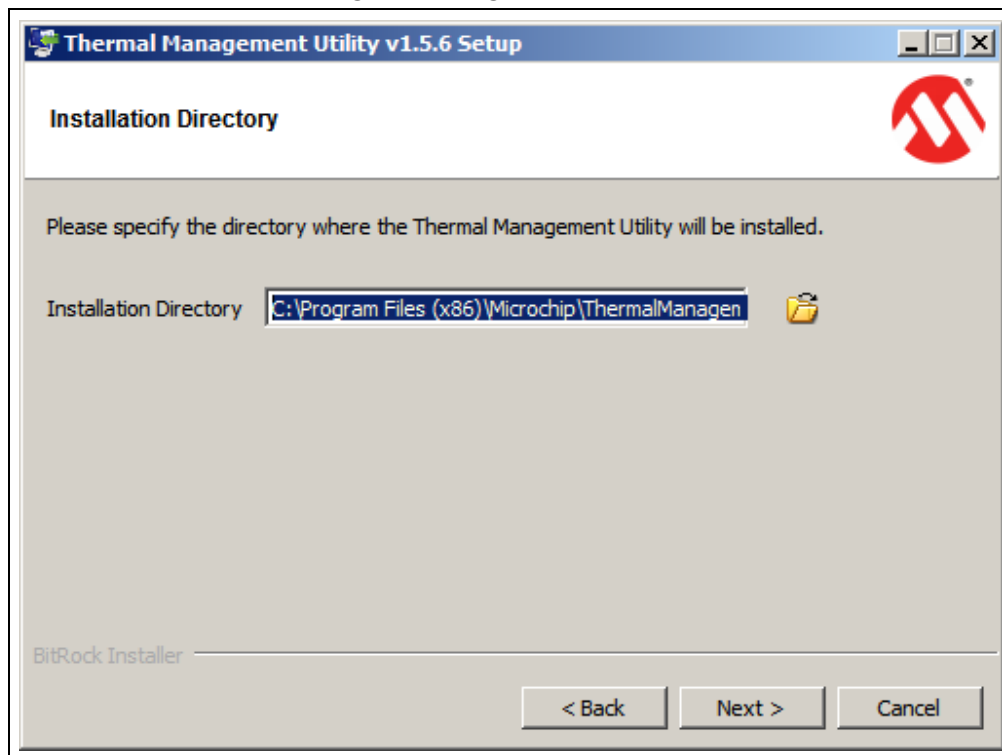 Thermal Management Utility v1.5.6 Setup
Installation Directory
Please specify the directory where the Thermal Management Utility will be installed.
Installation Directory C:\Program Files (x86)\Microchip\ThermalManagen
BitRock Installer
< Back Next > Cancel